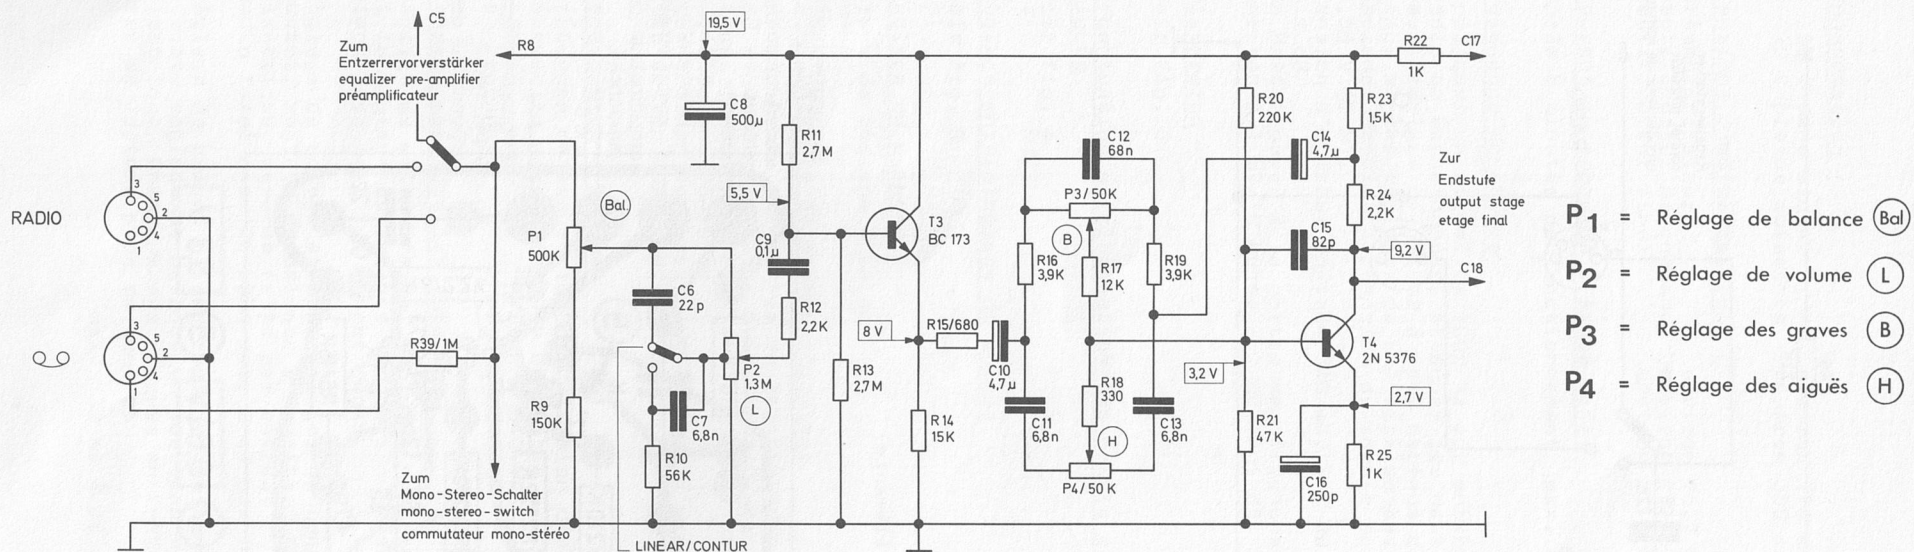 C5
19,5 V
Zum
Entzerrervorverstärker
equalizer pre-amplifier
préamplificateur
R8
R22
1K
C17
C8
500µ
R11
2,7M
R20
220K
R23
1,5K
C12
68n
C14
4,7µ
3
5
2
4
1
RADIO
5,5 V
Bal.
P1
500K
C9
0,1µ
T3
BC 173
P3/50K
B
R16
3,9K
R17
12K
R19
3,9K
R24
2,2K
C15
82p
9,2 V
Zur
Endstufe
output stage
etage final
C18
C6
22p
R12
2,2K
8 V
R15/680
C10
4,7µ
T4
2N 5376
3
5
2
4
1
R39/1M
P2
1,3M
L
R13
2,7M
R18
330
3,2 V
2,7 V
R9
150K
C7
6,8n
R14
15K
C11
6,8n
H
C13
6,8n
R21
47K
R10
56K
P4/50K
C16
250p
R25
1K
Zum
Mono-Stereo-Schalter
mono-stereo-switch
commutateur mono-stéréo
LINEAR/CONTUR
P1 = Réglage de balance Bal
P2 = Réglage de volume L
P3 = Réglage des graves B
P4 = Réglage des aiguës H